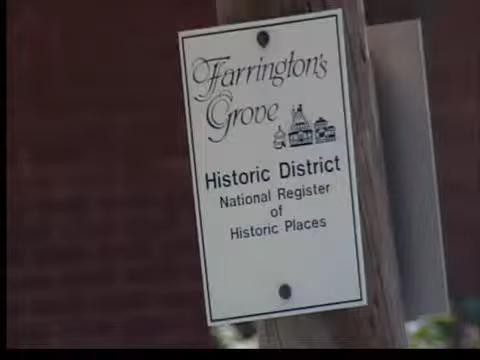 Farrington's
Grove
Historic District
National Register
of
Historic Places